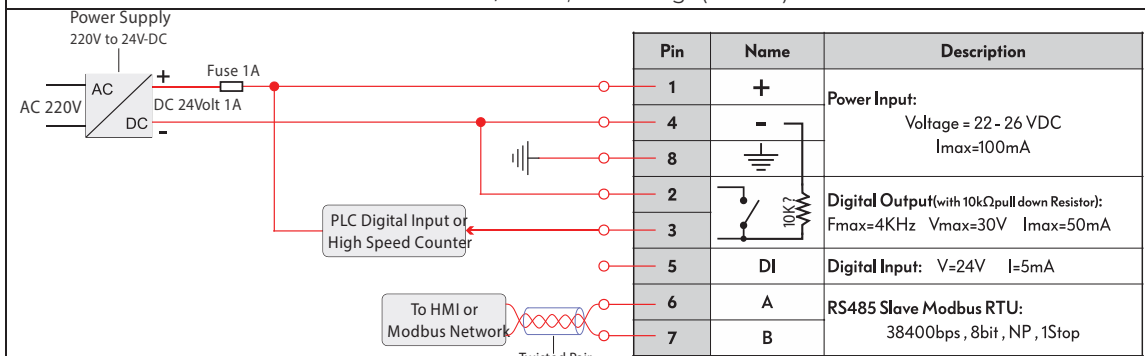 Power Supply
220V to 24V-DC
AC 220V
AC
DC
+
-
Fuse 1A
DC 24Volt 1A
PLC Digital Input or
High Speed Counter
To HMI or
Modbus Network
Pin Name Description
1 +
4 -
8
Power Input:
Voltage = 22 - 26 VDC
Imax=100mA
2
3
10K?
Digital Output(with 10kΩpull down Resistor):
Fmax=4KHz Vmax=30V Imax=50mA
5 DI Digital Input: V=24V I=5mA
6 A
7 B
RS485 Slave Modbus RTU:
38400bps , 8bit , NP , 1Stop
Twisted Pair